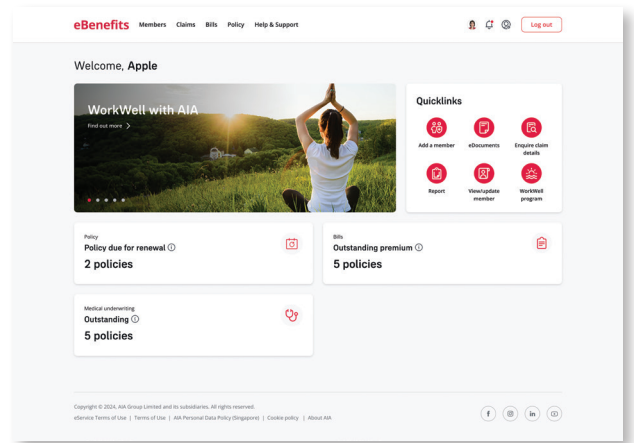 eBenefits Members Claims Bills Policy Help & Support Log out
Welcome, Apple
WorkWell with AIA
Find out more >
Quicklinks
Add a member
eDocuments
Enquire claim
details
Report
View/update
member
WorkWell
program
Policy
Policy due for renewal
2 policies
Bills
Outstanding premium
5 policies
Medical underwriting
Outstanding
5 policies
Copyright © 2024, AIA Group Limited and its subsidiaries. All rights reserved.
eService Terms of Use | Terms of Use | AIA Personal Data Policy (Singapore) | Cookie policy | About AIA